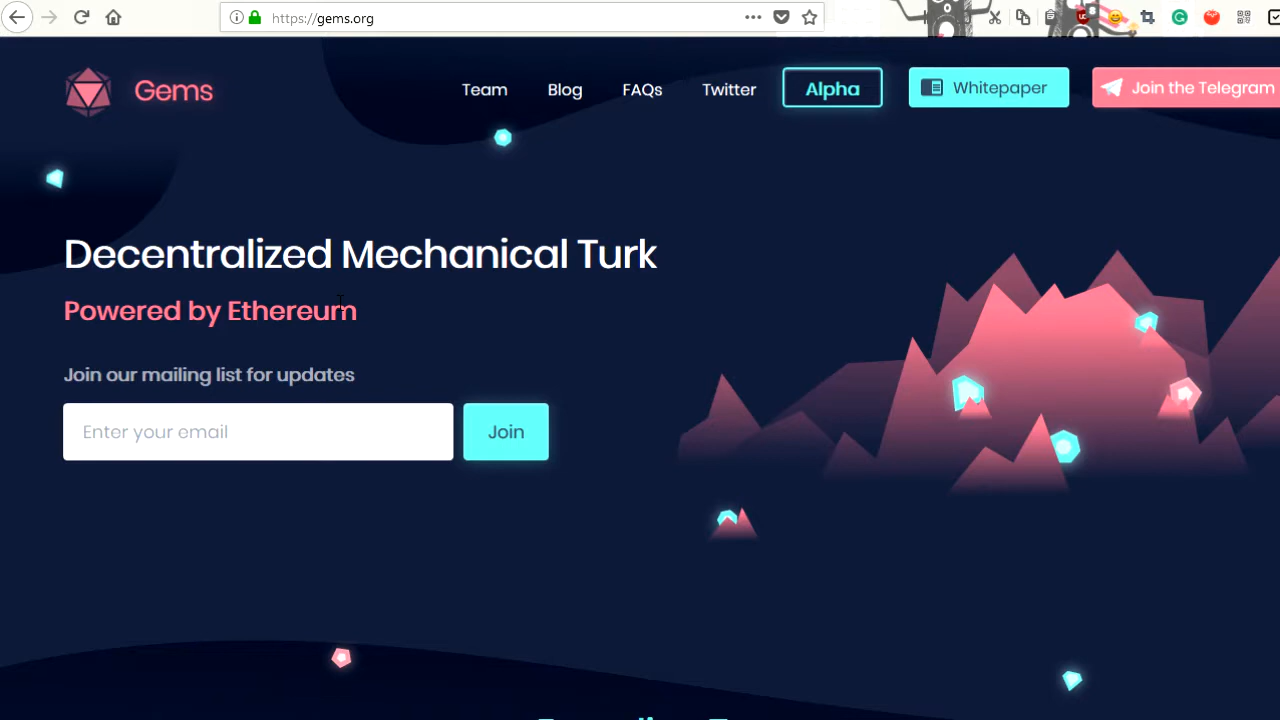 https://gems.org
Gems
Team
Blog
FAQs
Twitter
Alpha
Whitepaper
Join the Telegram
Decentralized Mechanical Turk
Powered by Ethereum
Join our mailing list for updates
Enter your email
Join